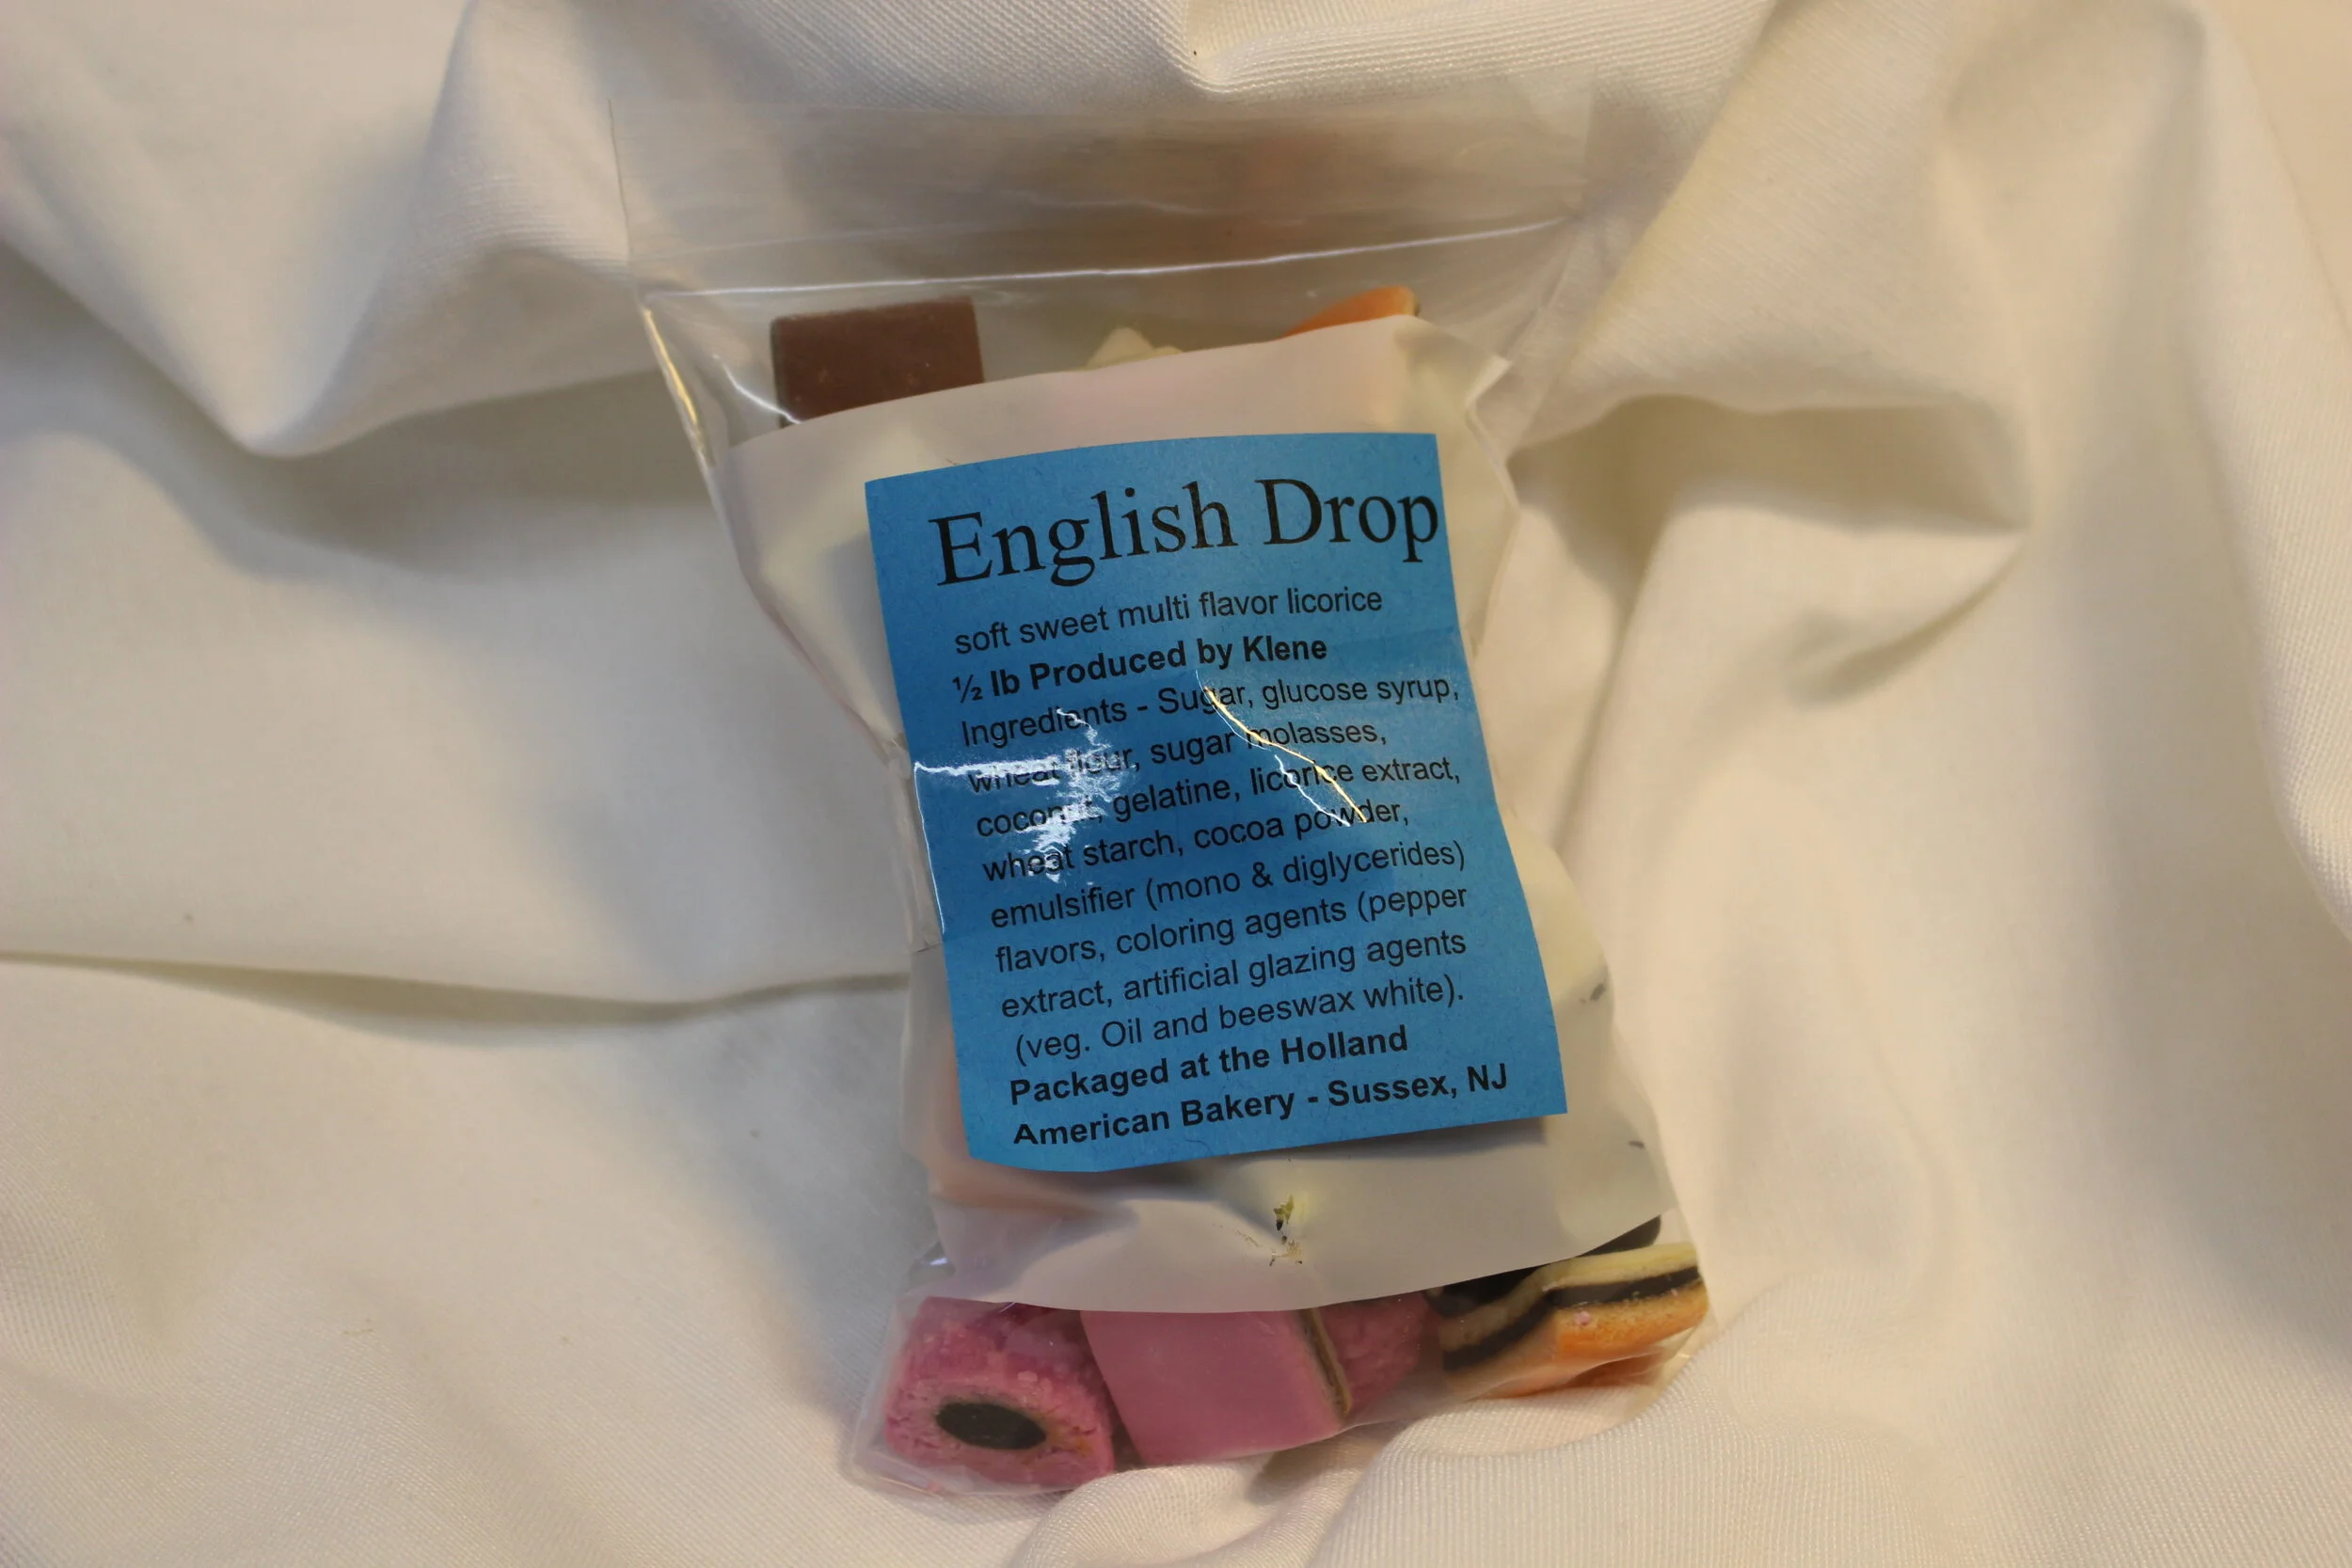 English Drop
soft sweet multi flavor licorice
½ lb Produced by Klene
Ingredients - Sugar, glucose syrup,
wheat flour, sugar molasses,
coconut, gelatine, licorice extract,
wheat starch, cocoa powder,
emulsifier (mono & diglycerides)
flavors, coloring agents (pepper
extract, artificial glazing agents
(veg. Oil and beeswax white).
Packaged at the Holland
American Bakery - Sussex, NJ